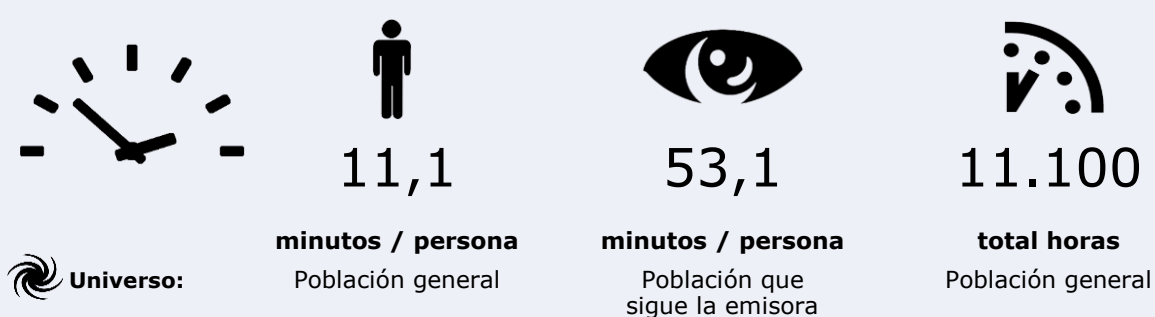 11,1
53,1
11.100
minutos / persona
minutos / persona
total horas
Universo:
Población general
Población que
sigue la emisora
Población general